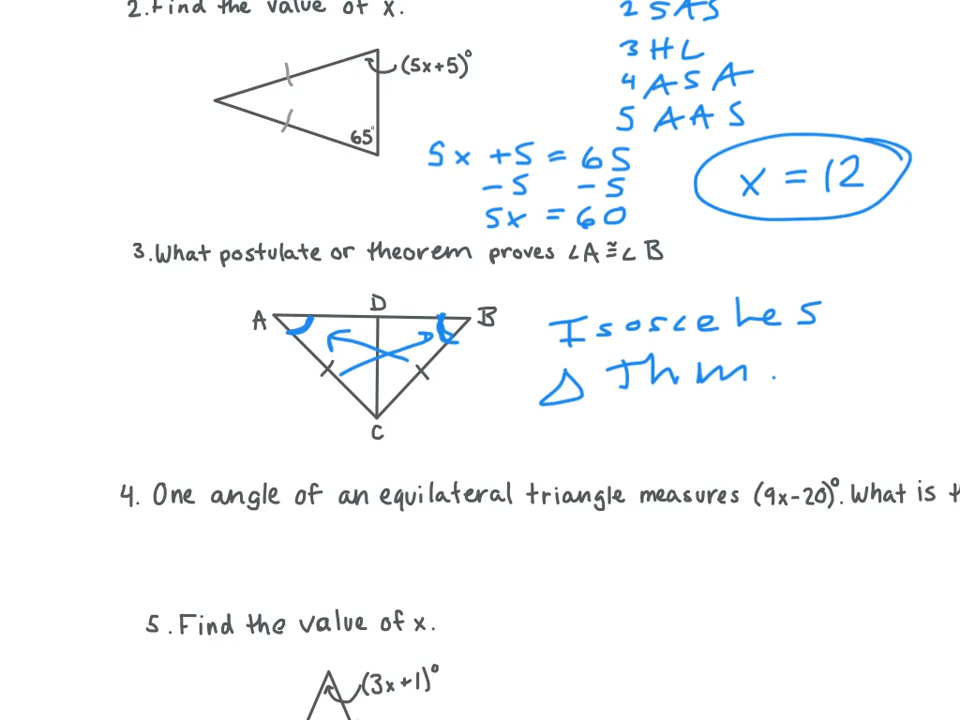 2. Find the value of x.
2 SAS
3 HL
4 ASA
5 AAS
(5x+5)°
65°
5x +5 = 65
-5 -5
5x = 60
x = 12
3. What postulate or theorem proves ∠A ≅ ∠B
A
D
B
C
Isosceles
△ Thm.
4. One angle of an equilateral triangle measures (9x-20)°. What is t
5. Find the value of x.
(3x+1)°